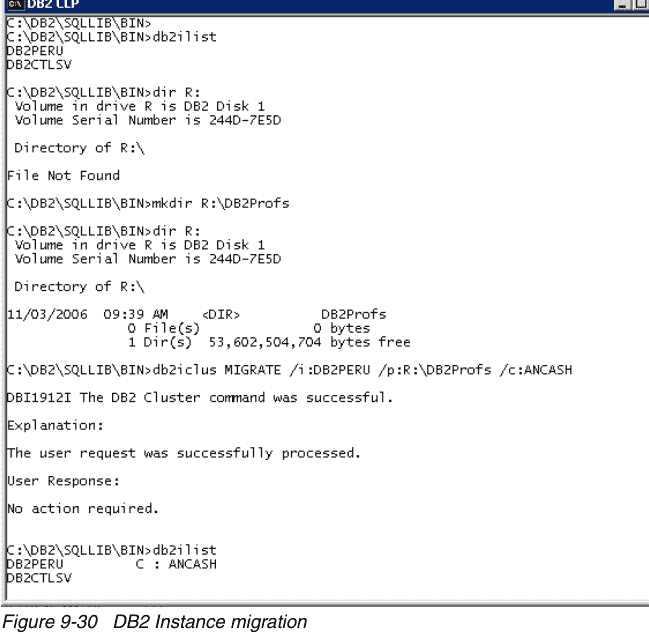 DB2 CLP
C:\DB2\SQLLIB\BIN>
C:\DB2\SQLLIB\BIN>db2ilist
DB2PERU
DB2CTLSV
C:\DB2\SQLLIB\BIN>dir R:
Volume in drive R is DB2 Disk 1
Volume Serial Number is 244D-7E5D
Directory of R:\
File Not Found
C:\DB2\SQLLIB\BIN>mkdir R:\DB2Profs
C:\DB2\SQLLIB\BIN>dir R:
Volume in drive R is DB2 Disk 1
Volume Serial Number is 244D-7E5D
Directory of R:\
11/03/2006 09:39 AM <DIR> DB2Profs
0 File(s) 0 bytes
1 Dir(s) 53,602,504,704 bytes free
C:\DB2\SQLLIB\BIN>db2iclus MIGRATE /i:DB2PERU /p:R:\DB2Profs /c:ANCASH
DBI1912I The DB2 Cluster command was successful.
Explanation:
The user request was successfully processed.
User Response:
No action required.
C:\DB2\SQLLIB\BIN>db2ilist
DB2PERU C : ANCASH
DB2CTLSV
Figure 9-30 DB2 Instance migration